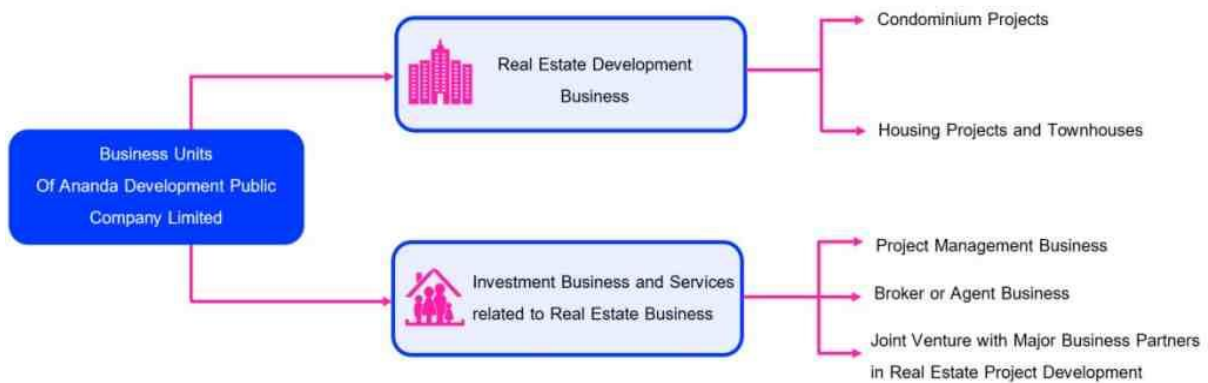 Business Units
Of Ananda Development Public
Company Limited
Real Estate Development
Business
Condominium Projects
Housing Projects and Townhouses
Investment Business and Services
related to Real Estate Business
Project Management Business
Broker or Agent Business
Joint Venture with Major Business Partners
in Real Estate Project Development